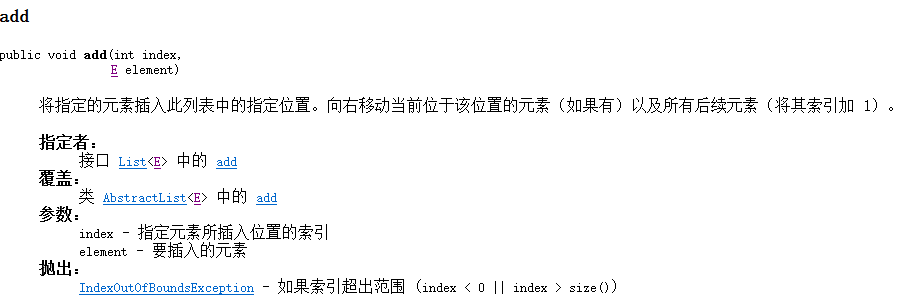 add
public void add(int index,
E element)
将指定的元素插入此列表中的指定位置。向右移动当前位于该位置的元素（如果有）以及所有后续元素（将其索引加 1）。
指定者：
接口 List<E> 中的 add
覆盖：
类 AbstractList<E> 中的 add
参数：
index - 指定元素所插入位置的索引
element - 要插入的元素
抛出：
IndexOutOfBoundsException - 如果索引超出范围 (index < 0 || index > size())